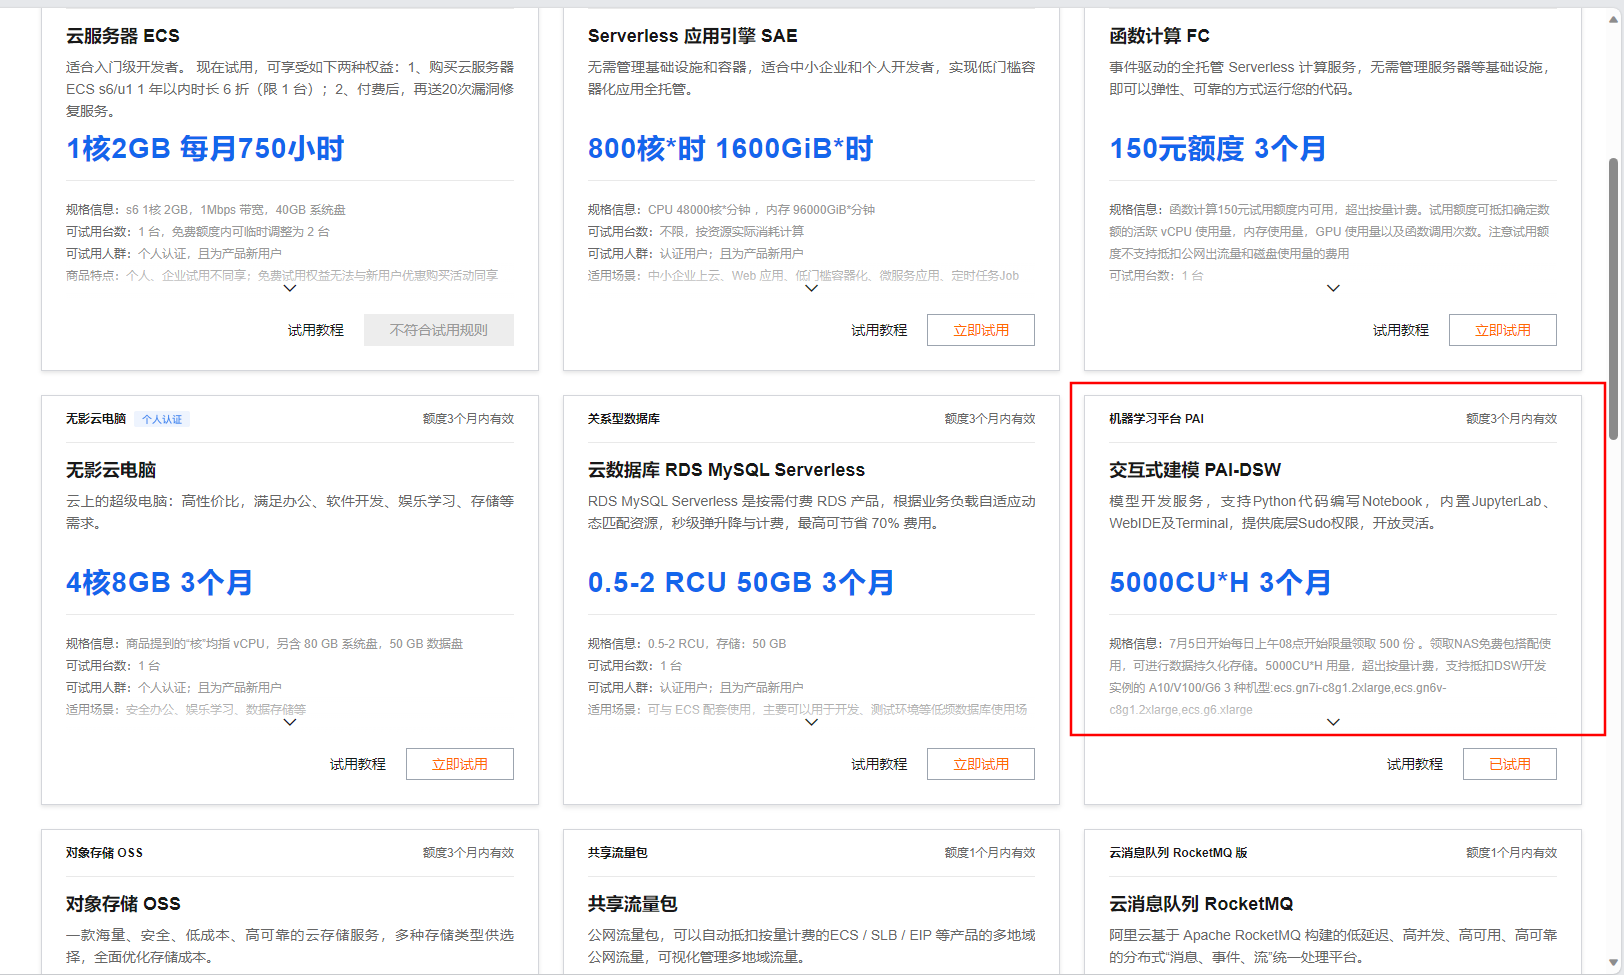 云服务器 ECS
适合入门级开发者。 现在试用，可享受如下两种权益：1、购买云服务器
ECS s6/u1 1 年以内时长 6 折（限 1 台）；2、付费后，再送20次漏洞修
复服务。
1核2GB 每月750小时
规格信息：s6 1核 2GB，1Mbps 带宽，40GB 系统盘
可试用台数：1 台，免费额度内可临时调整为 2 台
可试用人群：个人认证，且为产品新用户
商品特点：个人、企业试用不同享；免费试用权益无法与新用户优惠购买活动同享
试用教程
不符合试用规则
Serverless 应用引擎 SAE
无需管理基础设施和容器，适合中小企业和个人开发者，实现低门槛容
器化应用全托管。
800核*时 1600GiB*时
规格信息：CPU 48000核*分钟 ，内存 96000GiB*分钟
可试用台数：不限，按资源实际消耗计算
可试用人群：认证用户；且为产品新用户
适用场景：中小企业上云、Web 应用、低门槛容器化、微服务应用、定时任务Job
试用教程
立即试用
函数计算 FC
事件驱动的全托管 Serverless 计算服务，无需管理服务器等基础设施，
即可以弹性、可靠的方式运行您的代码。
150元额度 3个月
规格信息：函数计算150元试用额度内可用，超出按量计费。试用额度可抵扣确定数
额的活跃 vCPU 使用量，内存使用量，GPU 使用量以及函数调用次数。注意试用额
度不支持抵扣公网出流量和磁盘使用量的费用
可试用台数：1 台
试用教程
立即试用
无影云电脑 个人认证 额度3个月内有效
无影云电脑
云上的超级电脑：高性价比，满足办公、软件开发、娱乐学习、存储等
需求。
4核8GB 3个月
规格信息：商品提到的“核”均指 vCPU，另含 80 GB 系统盘，50 GB 数据盘
可试用台数：1 台
可试用人群：个人认证；且为产品新用户
适用场景：安全办公、娱乐学习、数据存储等
试用教程
立即试用
关系型数据库 额度3个月内有效
云数据库 RDS MySQL Serverless
RDS MySQL Serverless 是按需付费 RDS 产品，根据业务负载自适应动
态匹配资源，秒级弹升降与计费，最高可节省 70% 费用。
0.5-2 RCU 50GB 3个月
规格信息：0.5-2 RCU，存储：50 GB
可试用台数：1 台
可试用人群：认证用户；且为产品新用户
适用场景：可与 ECS 配套使用，主要可以用于开发、测试环境等低频数据库使用场
试用教程
立即试用
机器学习平台 PAI 额度3个月内有效
交互式建模 PAI-DSW
模型开发服务，支持Python代码编写Notebook，内置JupyterLab、
WebIDE及Terminal，提供底层Sudo权限，开放灵活。
5000CU*H 3个月
规格信息：7月5日开始每日上午08点开始限量领取 500 份 。领取NAS免费包搭配使
用，可进行数据持久化存储。5000CU*H 用量，超出按量计费，支持抵扣DSW开发
实例的 A10/V100/G6 3 种机型:ecs.gn7i-c8g1.2xlarge,ecs.gn6v-
c8g1.2xlarge,ecs.g6.xlarge
试用教程
已试用
对象存储 OSS 额度3个月内有效
对象存储 OSS
一款海量、安全、低成本、高可靠的云存储服务，多种存储类型供选
择，全面优化存储成本。
共享流量包 额度1个月内有效
共享流量包
公网流量包，可以自动抵扣按量计费的ECS / SLB / EIP 等产品的多地域
公网流量，可视化管理多地域流量。
云消息队列 RocketMQ 版 额度1个月内有效
云消息队列 RocketMQ
阿里云基于 Apache RocketMQ 构建的低延迟、高并发、高可用、高可靠
的分布式“消息、事件、流”统一处理平台。